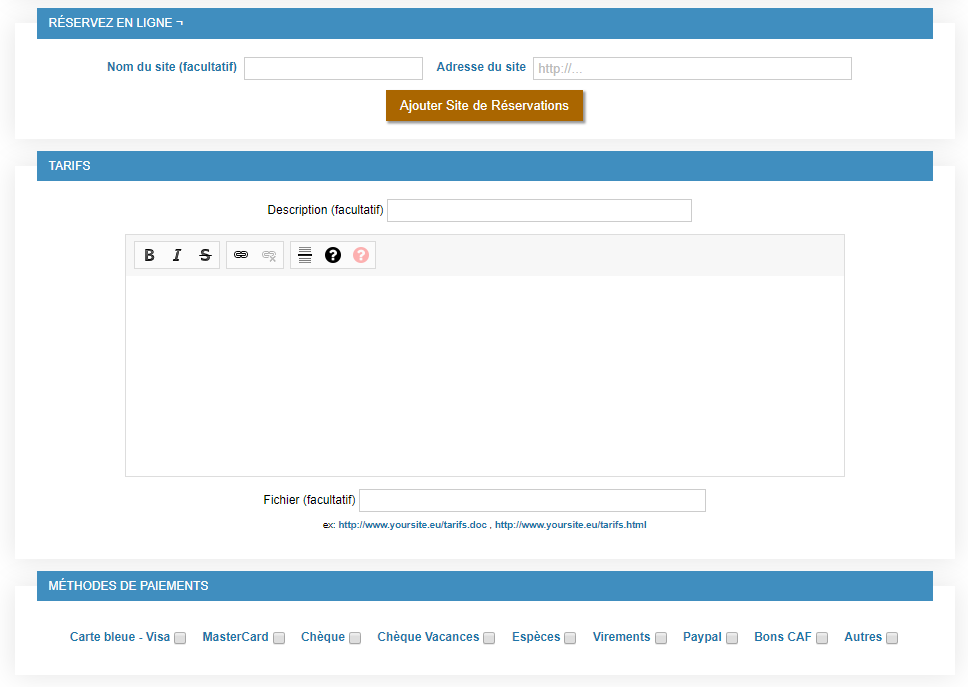 RÉSERVEZ EN LIGNE ¬
Nom du site (facultatif) Adresse du site http://...
Ajouter Site de Réservations
TARIFS
Description (facultatif)
B I S ? ?
Fichier (facultatif)
ex: http://www.yoursite.eu/tarifs.doc , http://www.yoursite.eu/tarifs.html
MÉTHODES DE PAIEMENTS
Carte bleue - Visa MasterCard Chèque Chèque Vacances Espèces Virements Paypal Bons CAF Autres